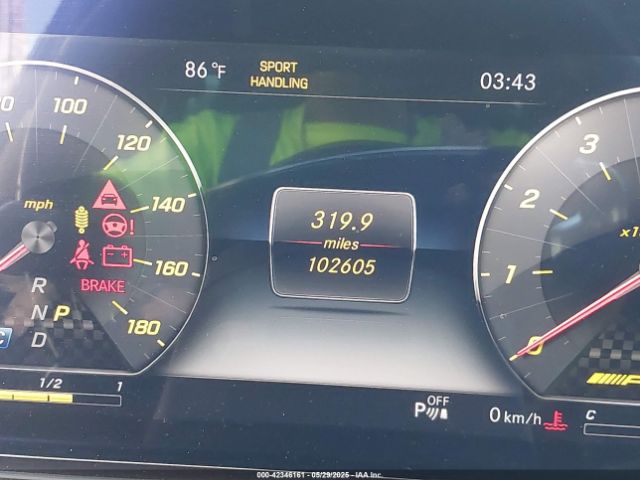 86 °F SPORT HANDLING 03:43
100
120
140
160
180
mph
BRAKE
R
N P
D
C
1/2 1
319.9
miles
102605
3
2
1
0
P OFF 0 km/h C
000-42346161 - 05/29/2025 - IAA Inc.